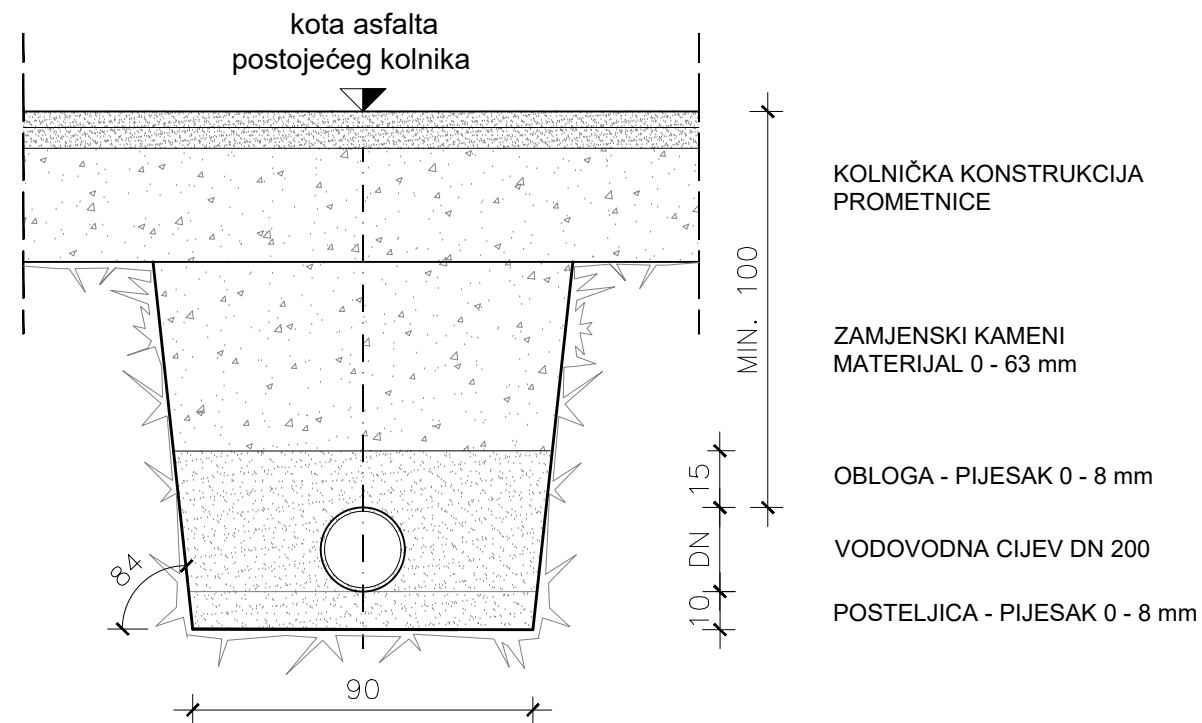 kota asfalta
postojećeg kolnika
KOLNIČKA KONSTRUKCIJA
PROMETNICE
MIN. 100
ZAMJENSKI KAMENI
MATERIJAL 0 - 63 mm
15
OBLOGA - PIJESAK 0 - 8 mm
DN
VODOVODNA CIJEV DN 200
84
10
POSTELJICA - PIJESAK 0 - 8 mm
90